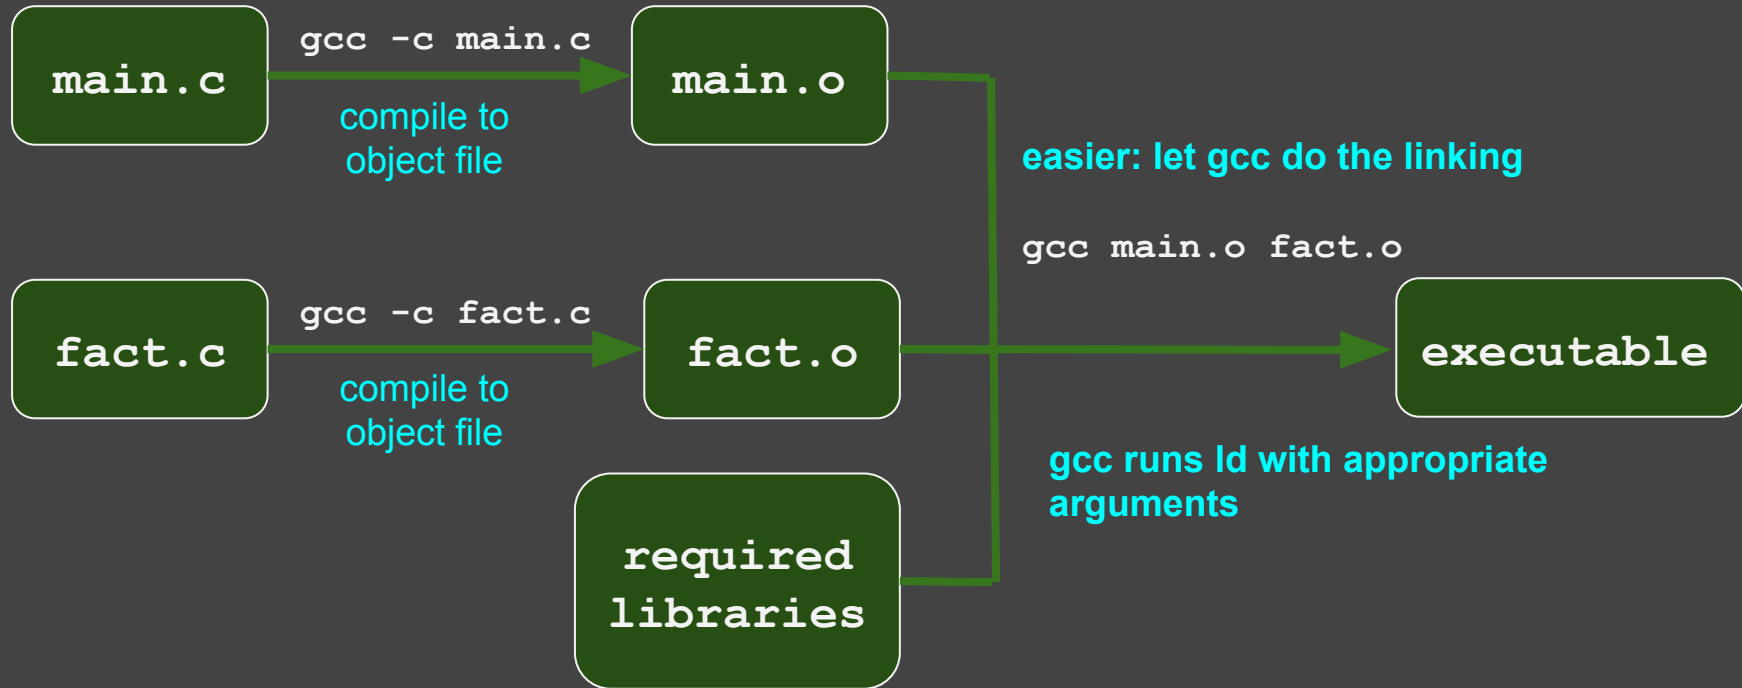 gcc -c main.c
main.c
main.o
compile to
object file
easier: let gcc do the linking
gcc main.o fact.o
gcc -c fact.c
fact.c
fact.o
executable
compile to
object file
gcc runs ld with appropriate
arguments
required
libraries